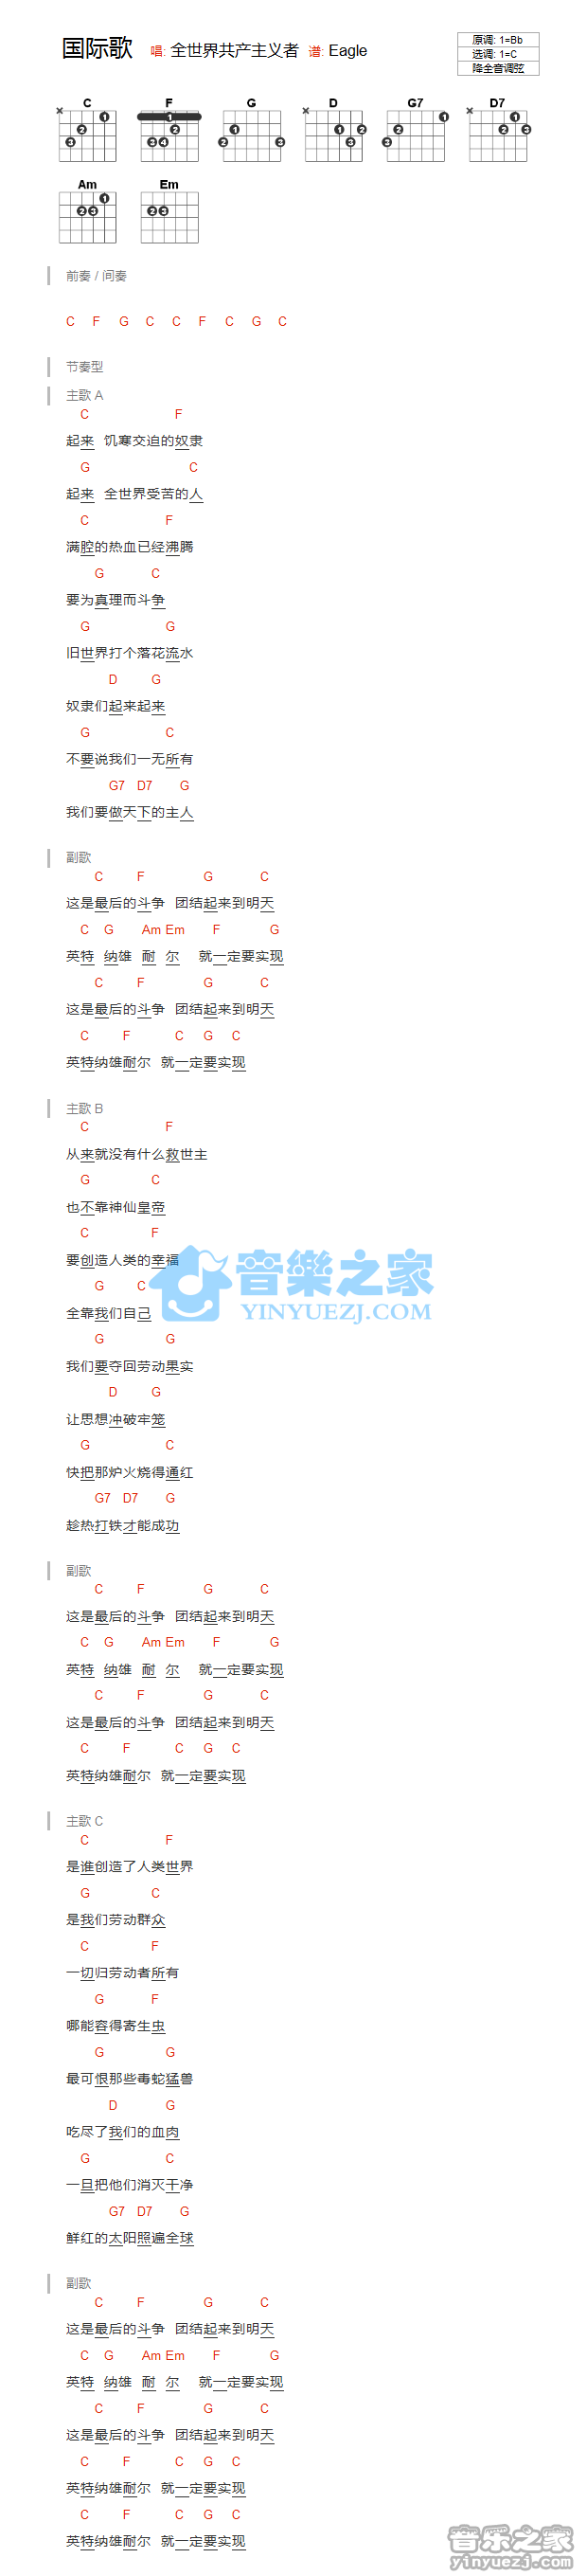 国际歌 唱: 全世界共产主义者 谱: Eagle
原调: 1=Bb
选调: 1=C
降全音调弦
C F G D G7 D7
Am Em
前奏 / 间奏
C F G C C F C G C
节奏型
主歌 A
C F
起来 饥寒交迫的奴隶
G C
起来 全世界受苦的人
C F
满腔的热血已经沸腾
G C
要为真理而斗争
G G
旧世界打个落花流水
D G
奴隶们起来起来
G C
不要说我们一无所有
G7 D7 G
我们要做天下的主人
副歌
C F G C
这是最后的斗争 团结起来到明天
C G Am Em F G
英特 纳雄 耐 尔 就一定要实现
C F G C
这是最后的斗争 团结起来到明天
C F C G C
英特纳雄耐尔 就一定要实现
主歌 B
C F
从来就没有什么救世主
G C
也不靠神仙皇帝
C F
要创造人类的幸福
G C
全靠我们自己
G G
我们要夺回劳动果实
D G
让思想冲破牢笼
G C
快把那炉火烧得通红
G7 D7 G
趁热打铁才能成功
副歌
C F G C
这是最后的斗争 团结起来到明天
C G Am Em F G
英特 纳雄 耐 尔 就一定要实现
C F G C
这是最后的斗争 团结起来到明天
C F C G C
英特纳雄耐尔 就一定要实现
主歌 C
C F
是谁创造了人类世界
G C
是我们劳动群众
C F
一切归劳动者所有
G F
哪能容得寄生虫
G G
最可恨那些毒蛇猛兽
D G
吃尽了我们的血肉
G C
一旦把他们消灭干净
G7 D7 G
鲜红的太阳照遍全球
副歌
C F G C
这是最后的斗争 团结起来到明天
C G Am Em F G
英特 纳雄 耐 尔 就一定要实现
C F G C
这是最后的斗争 团结起来到明天
C F C G C
英特纳雄耐尔 就一定要实现
C F C G C
英特纳雄耐尔 就一定要实现
音樂之家
YINYUEZJ.COM
音乐之家
yinyuezj.com